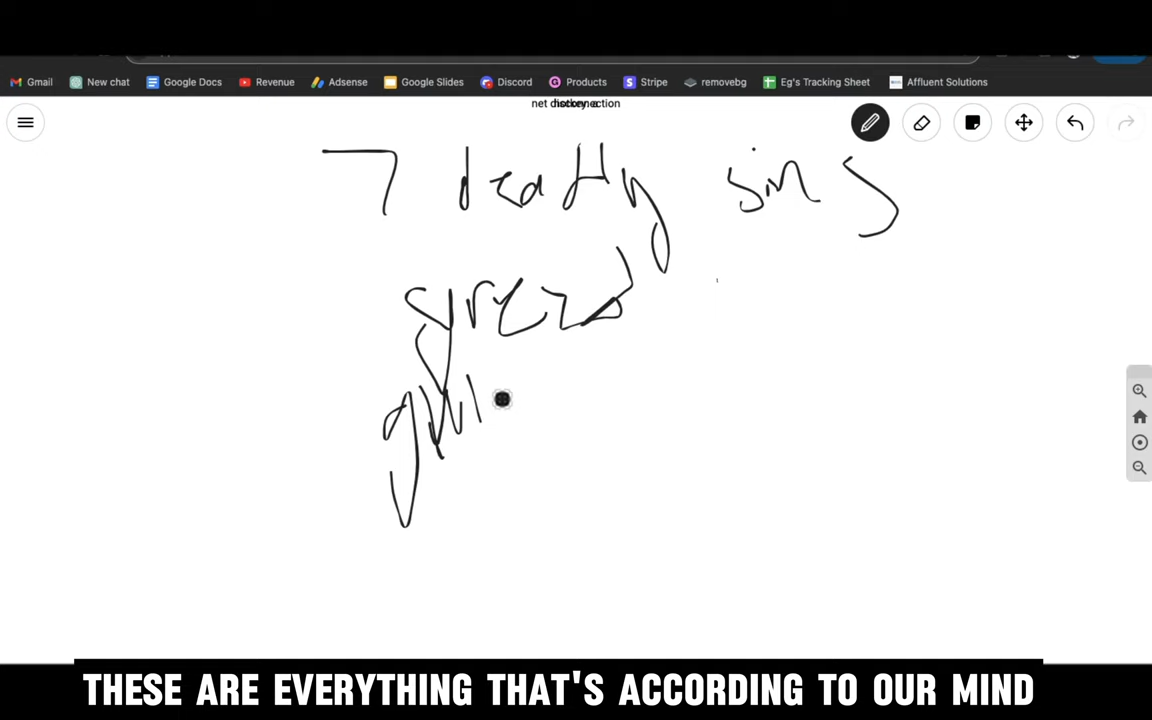 Gmail New chat Google Docs Revenue Adsense Google Slides Discord Products Stripe removebg Eg's Tracking Sheet Affluent Solutions
7 deadly sins
greed
THESE ARE EVERYTHING THAT'S ACCORDING TO OUR MIND